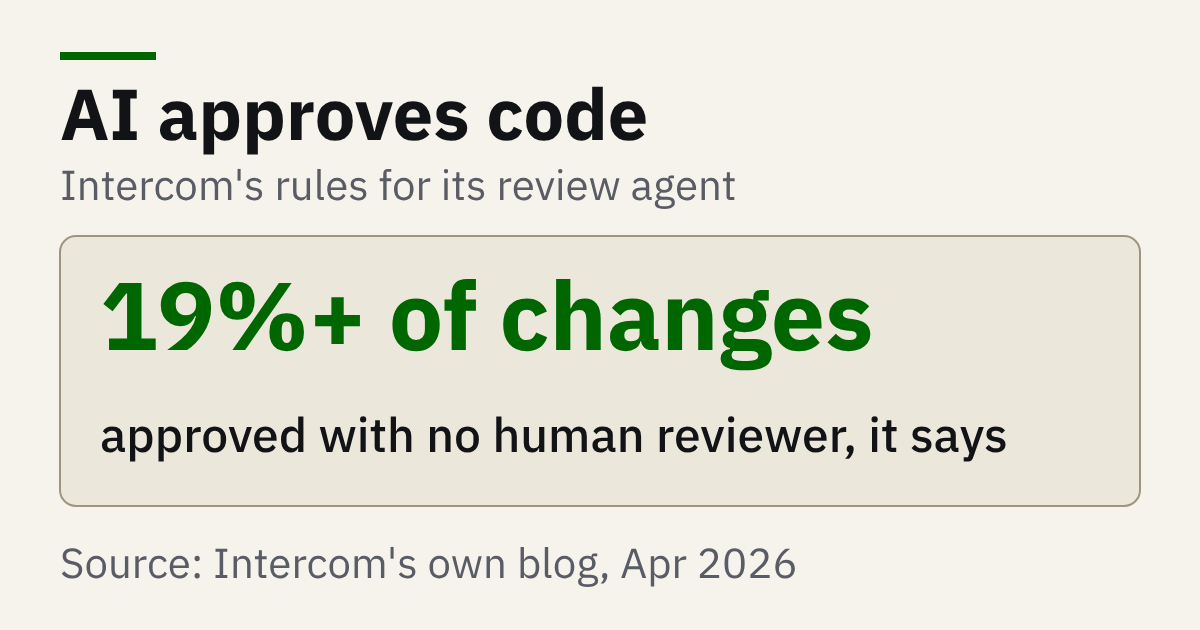 AI approves code
Intercom's rules for its review agent
19%+ of changes
approved with no human reviewer, it says
Source: Intercom's own blog, Apr 2026